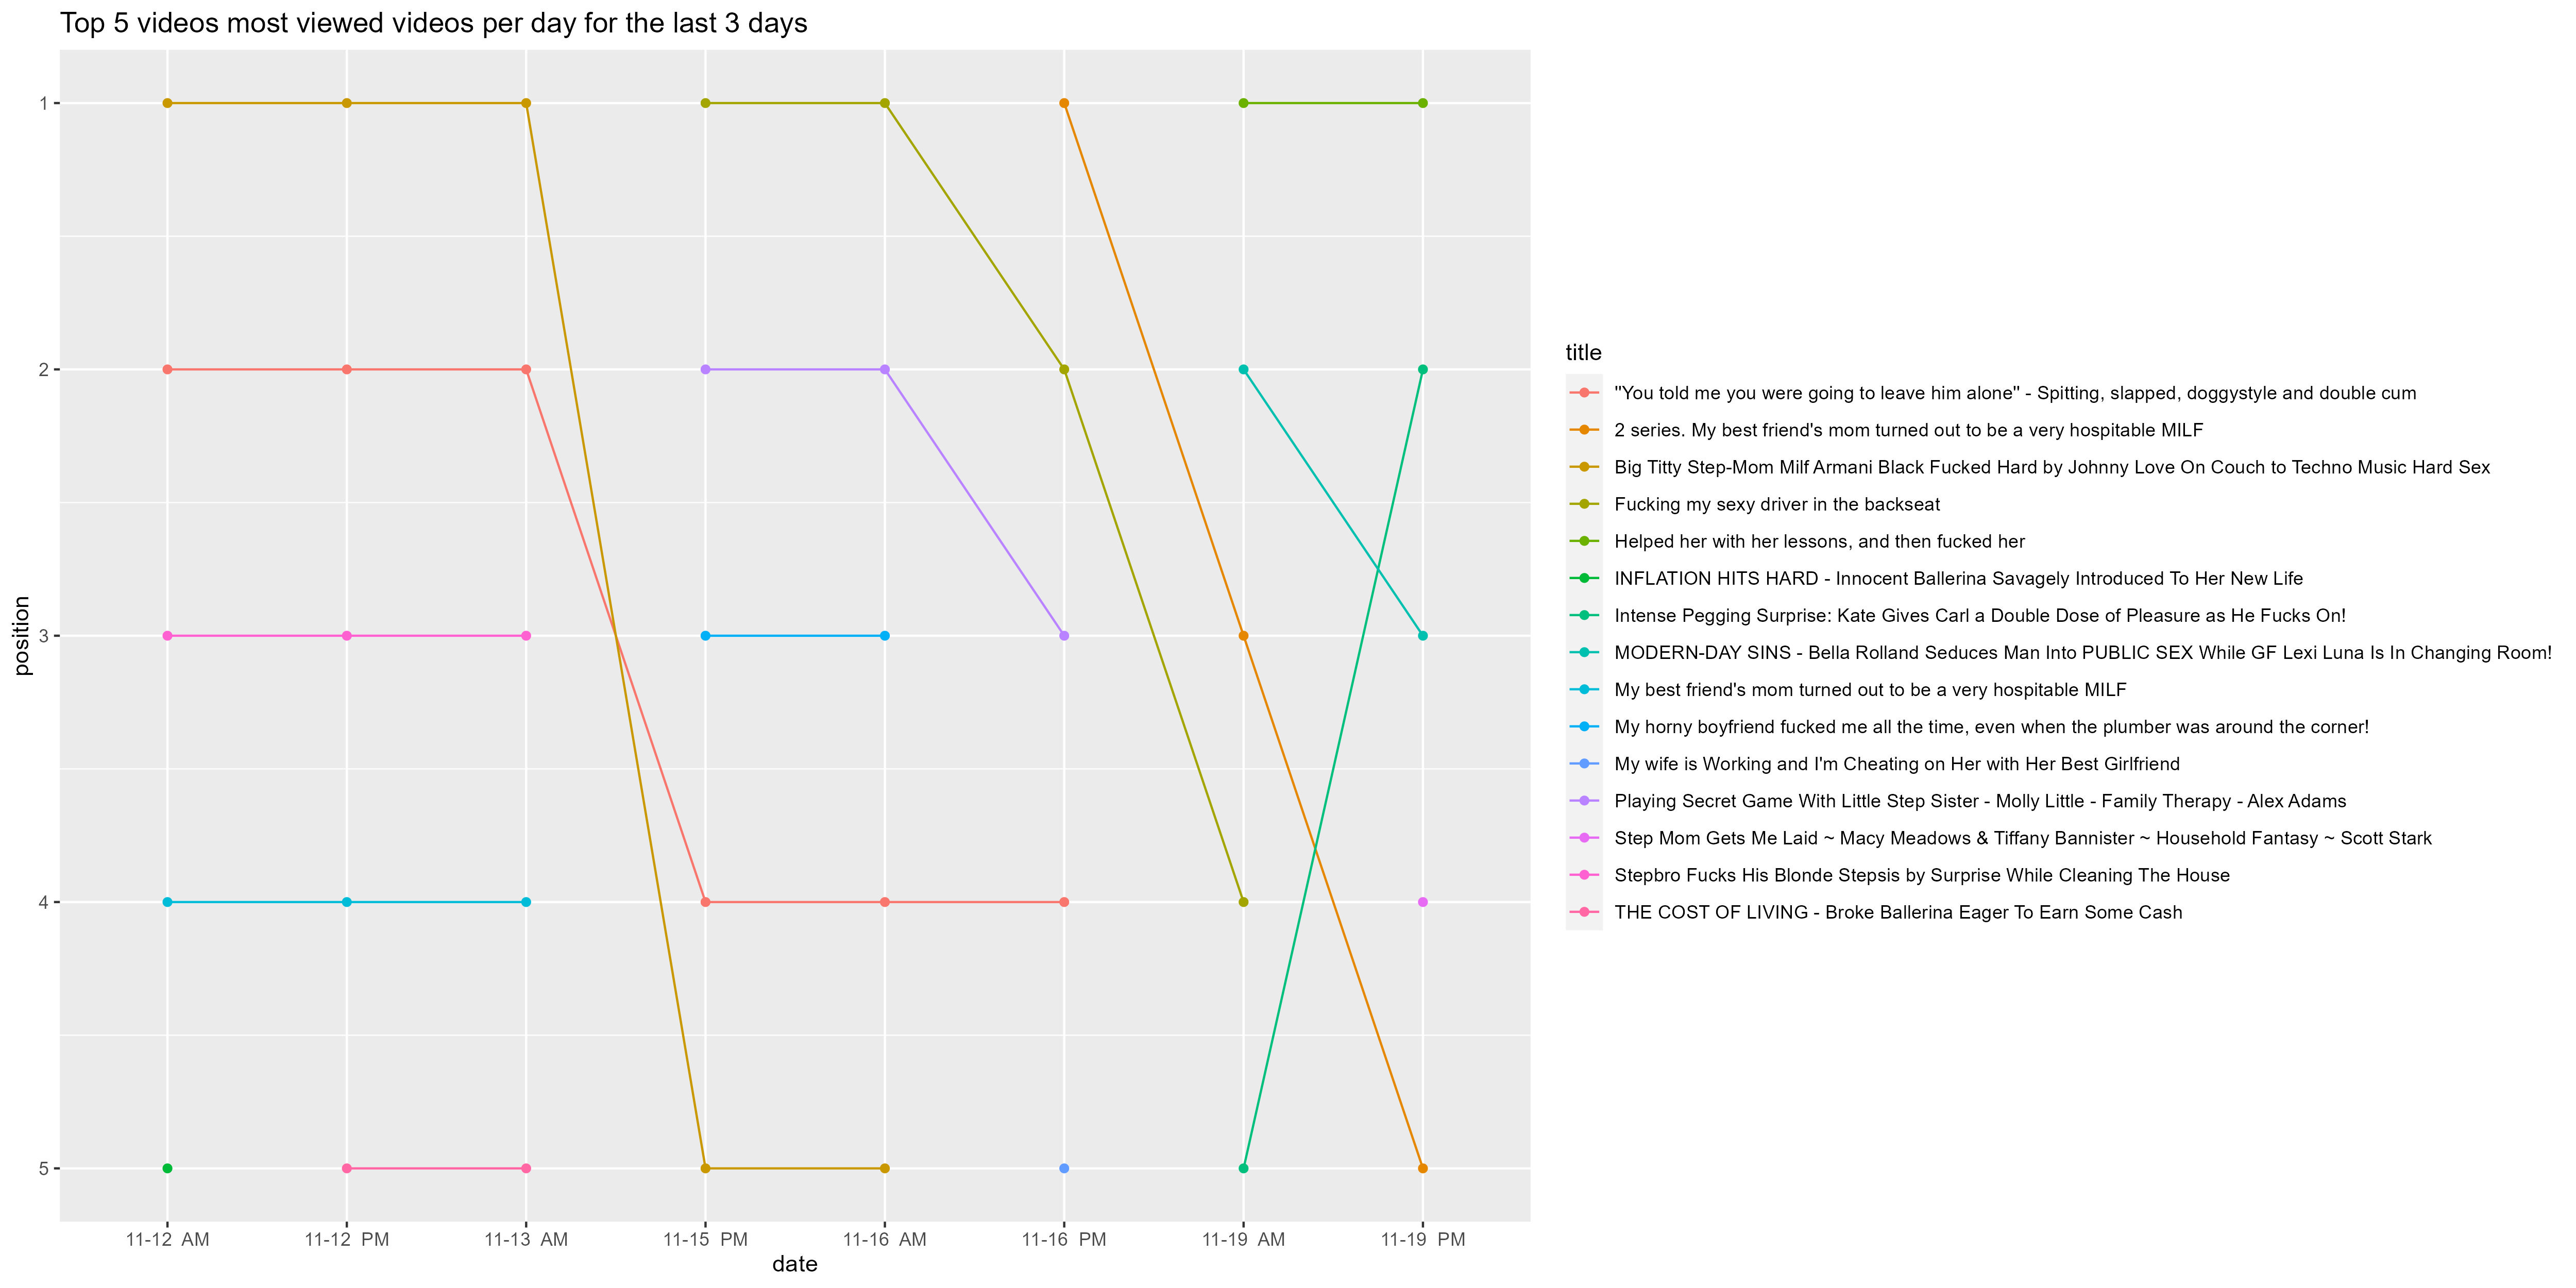 Top 5 videos most viewed videos per day for the last 3 days
position
1
2
3
4
5
11-12 AM
11-12 PM
11-13 AM
11-15 PM
11-16 AM
11-16 PM
11-19 AM
11-19 PM
date
title
"You told me you were going to leave him alone" - Spitting, slapped, doggystyle and double cum
2 series. My best friend's mom turned out to be a very hospitable MILF
Big Titty Step-Mom Milf Armani Black Fucked Hard by Johnny Love On Couch to Techno Music Hard Sex
Fucking my sexy driver in the backseat
Helped her with her lessons, and then fucked her
INFLATION HITS HARD - Innocent Ballerina Savagely Introduced To Her New Life
Intense Pegging Surprise: Kate Gives Carl a Double Dose of Pleasure as He Fucks On!
MODERN-DAY SINS - Bella Rolland Seduces Man Into PUBLIC SEX While GF Lexi Luna Is In Changing Room!
My best friend's mom turned out to be a very hospitable MILF
My horny boyfriend fucked me all the time, even when the plumber was around the corner!
My wife is Working and I'm Cheating on Her with Her Best Girlfriend
Playing Secret Game With Little Step Sister - Molly Little - Family Therapy - Alex Adams
Step Mom Gets Me Laid ~ Macy Meadows & Tiffany Bannister ~ Household Fantasy ~ Scott Stark
Stepbro Fucks His Blonde Stepsis by Surprise While Cleaning The House
THE COST OF LIVING - Broke Ballerina Eager To Earn Some Cash